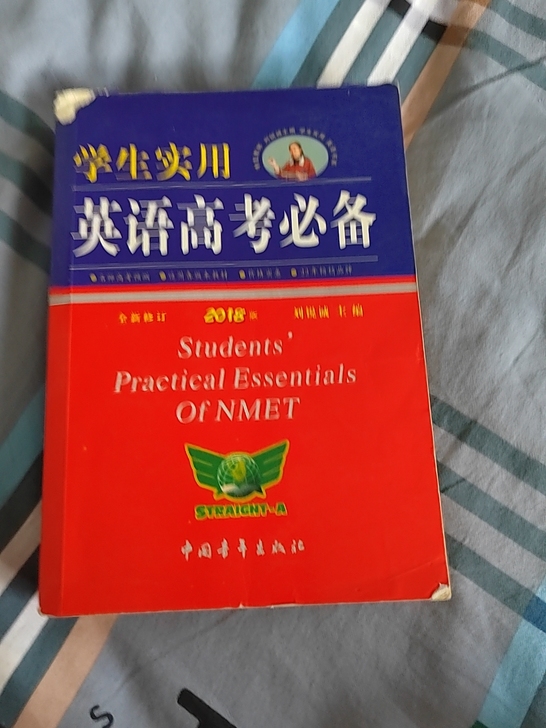 学生实用
英语高考必备
全新修订 2018版 刘锐诚 主编
Students'
Practical Essentials
Of NMET
STRAIGHT-A
中国青年出版社
s